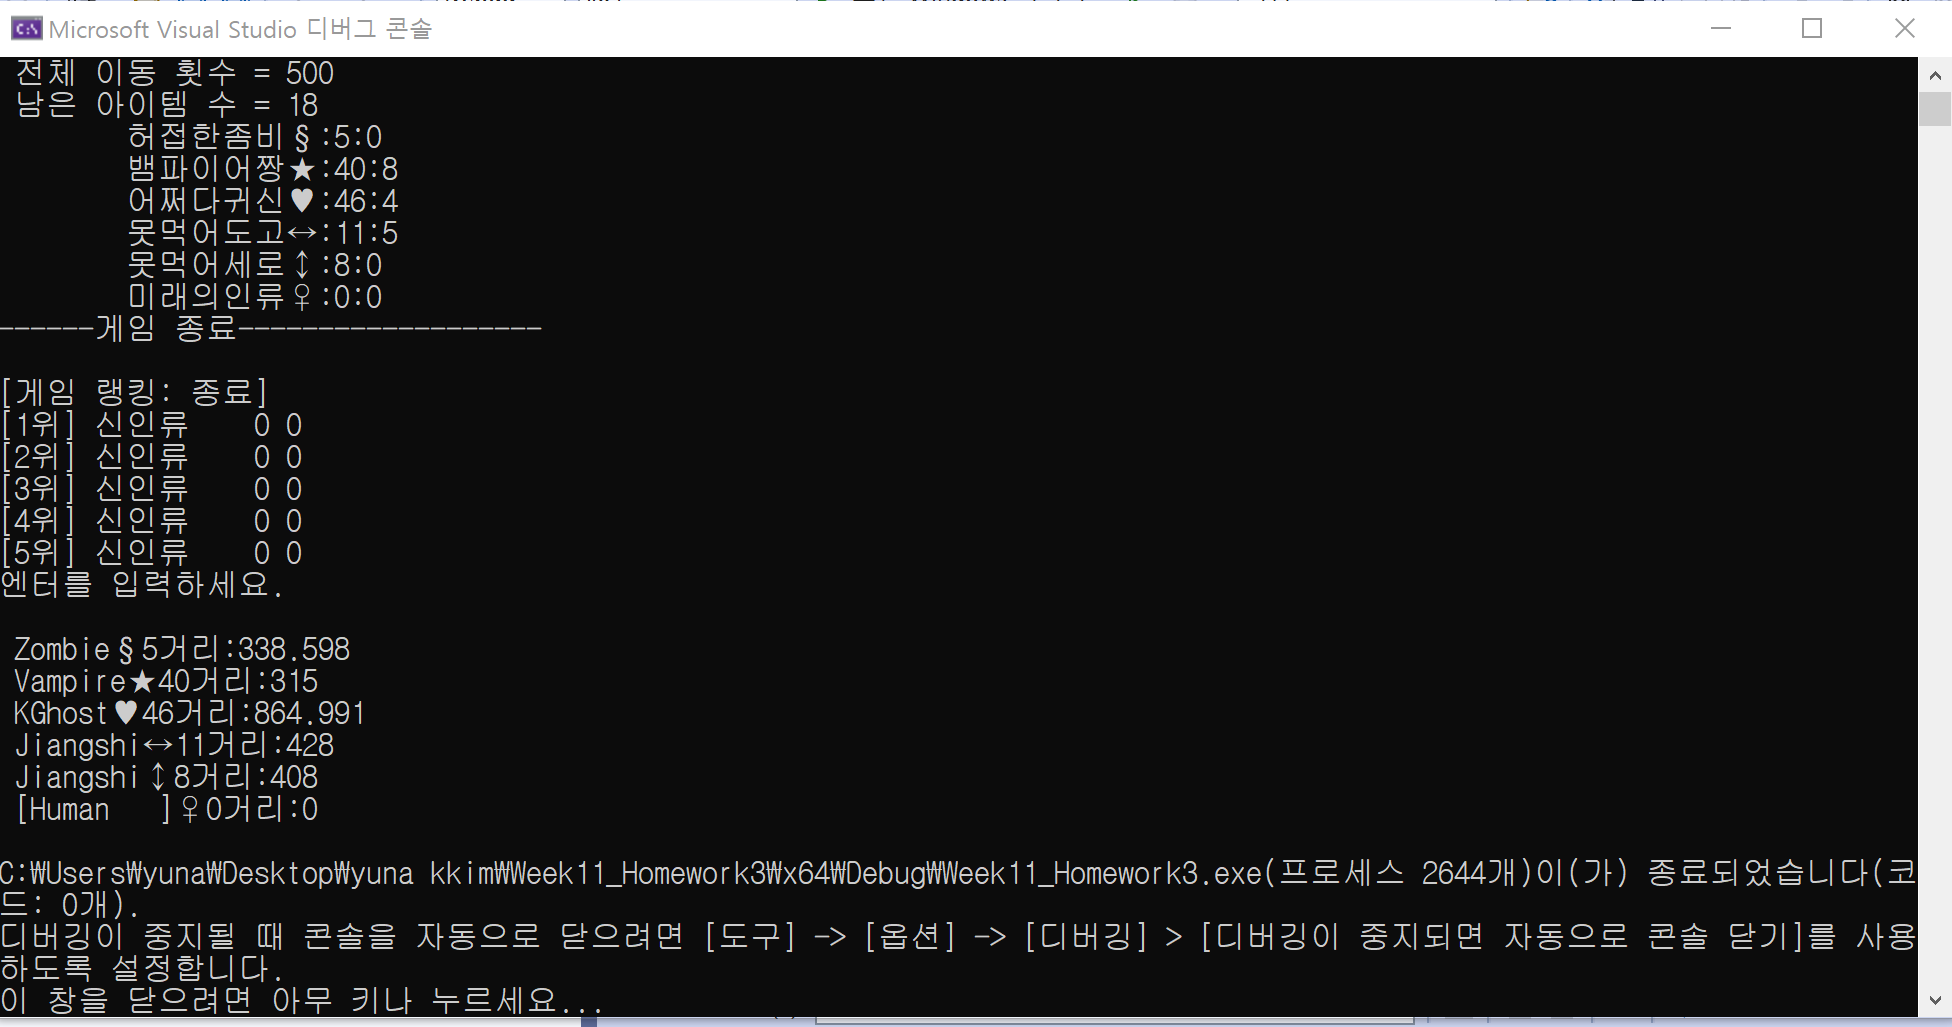 Microsoft Visual Studio 디버그 콘솔
전체 이동 횟수 = 500
남은 아이템 수 = 18
허접한좀비§:5:0
뱀파이어짱★:40:8
어쩌다귀신♥:46:4
못먹어도고↔:11:5
못먹어세로↕:8:0
미래의인류♀:0:0
------게임 종료-------------------
[게임 랭킹: 종료]
[1위] 신인류    0 0
[2위] 신인류    0 0
[3위] 신인류    0 0
[4위] 신인류    0 0
[5위] 신인류    0 0
엔터를 입력하세요.
Zombie§5거리:338.598
Vampire★40거리:315
KGhost♥46거리:864.991
Jiangshi↔11거리:428
Jiangshi↕8거리:408
[Human   ]♀0거리:0
C:₩Users₩yuna₩Desktop₩yuna kkim₩Week11_Homework3₩x64₩Debug₩Week11_Homework3.exe(프로세스 2644개)이(가) 종료되었습니다(코
드: 0개).
디버깅이 중지될 때 콘솔을 자동으로 닫으려면 [도구] -> [옵션] -> [디버깅] > [디버깅이 중지되면 자동으로 콘솔 닫기]를 사용
하도록 설정합니다.
이 창을 닫으려면 아무 키나 누르세요...